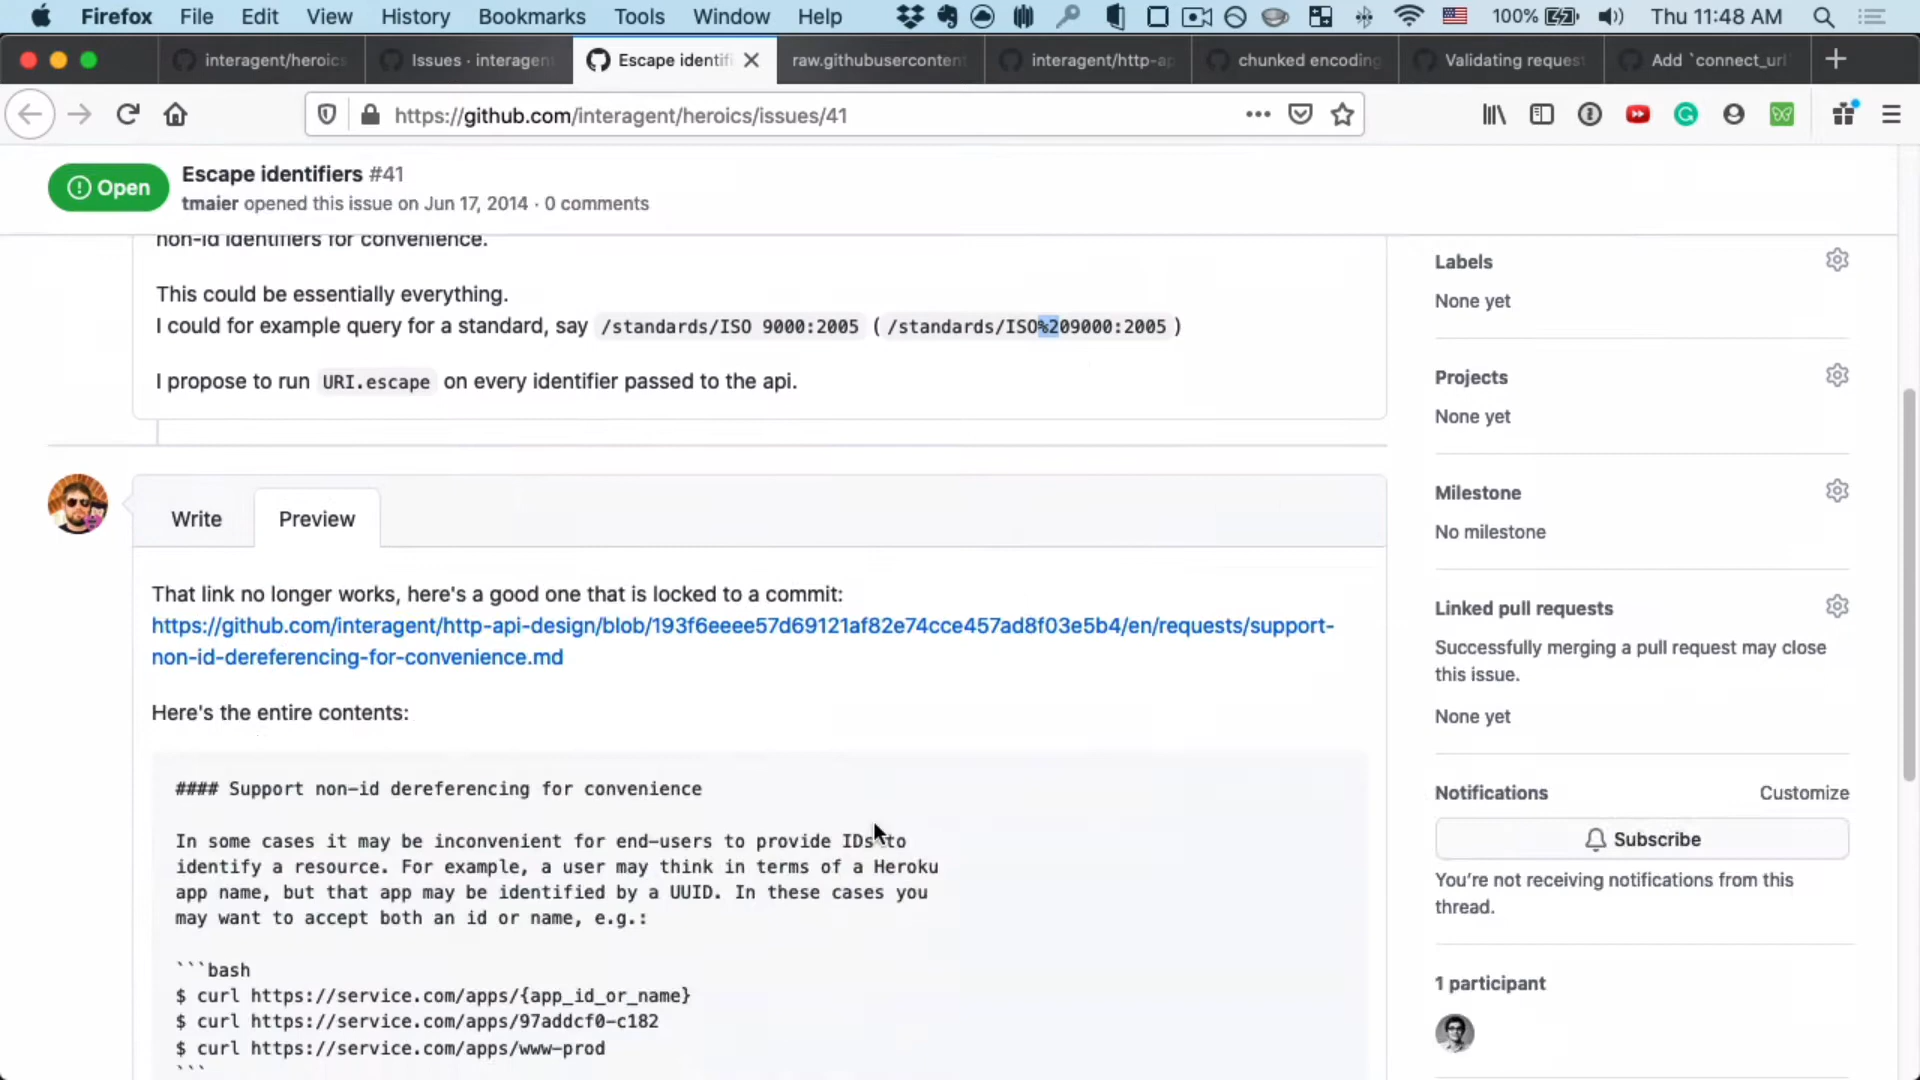 Firefox File Edit View History Bookmarks Tools Window Help 100% Thu 11:48 AM
interagent/heroics Issues · interagent Escape identifi raw.githubusercontent interagent/http-ap chunked encoding Validating request Add `connect_url`
https://github.com/interagent/heroics/issues/41
Open
Escape identifiers #41
tmaier opened this issue on Jun 17, 2014 · 0 comments
non-id identifiers for convenience.
This could be essentially everything.
I could for example query for a standard, say /standards/ISO 9000:2005 ( /standards/ISO%209000:2005 )
I propose to run URI.escape on every identifier passed to the api.
Write Preview
That link no longer works, here's a good one that is locked to a commit:
https://github.com/interagent/http-api-design/blob/193f6eeee57d69121af82e74cce457ad8f03e5b4/en/requests/support-
non-id-dereferencing-for-convenience.md
Here's the entire contents:
#### Support non-id dereferencing for convenience
In some cases it may be inconvenient for end-users to provide IDs to
identify a resource. For example, a user may think in terms of a Heroku
app name, but that app may be identified by a UUID. In these cases you
may want to accept both an id or name, e.g.:
```bash
$ curl https://service.com/apps/{app_id_or_name}
$ curl https://service.com/apps/97addcf0-c182
$ curl https://service.com/apps/www-prod
```
Labels
None yet
Projects
None yet
Milestone
No milestone
Linked pull requests
Successfully merging a pull request may close
this issue.
None yet
Notifications Customize
Subscribe
You're not receiving notifications from this
thread.
1 participant